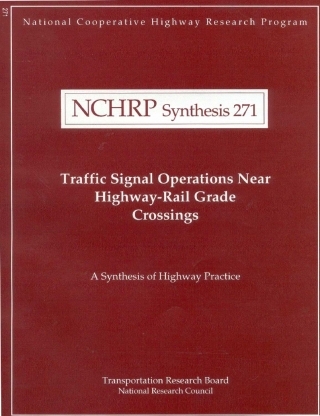 271
National Cooperative Highway Research Program
NCHRP Synthesis 271
Traffic Signal Operations Near
Highway-Rail Grade
Crossings
A Synthesis of Highway Practice
Transportation Research Board
National Research Council